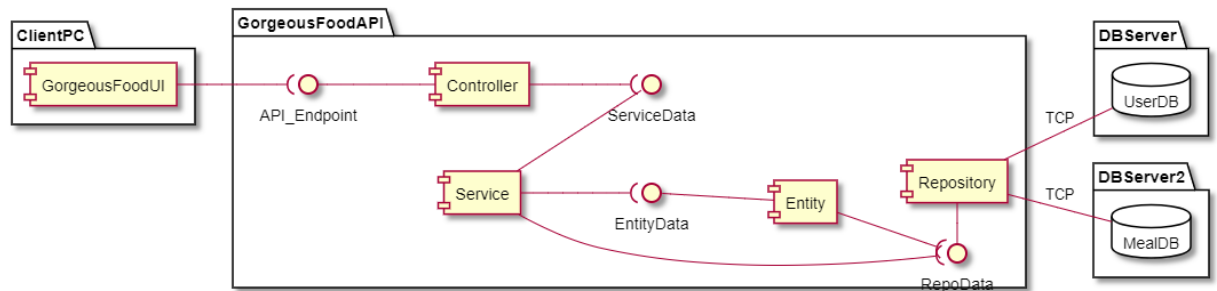 ClientPC
GorgeousFoodUI
GorgeousFoodAPI
API_Endpoint
Controller
ServiceData
Service
EntityData
Entity
Repository
RepoData
TCP
TCP
DBServer
UserDB
DBServer2
MealDB